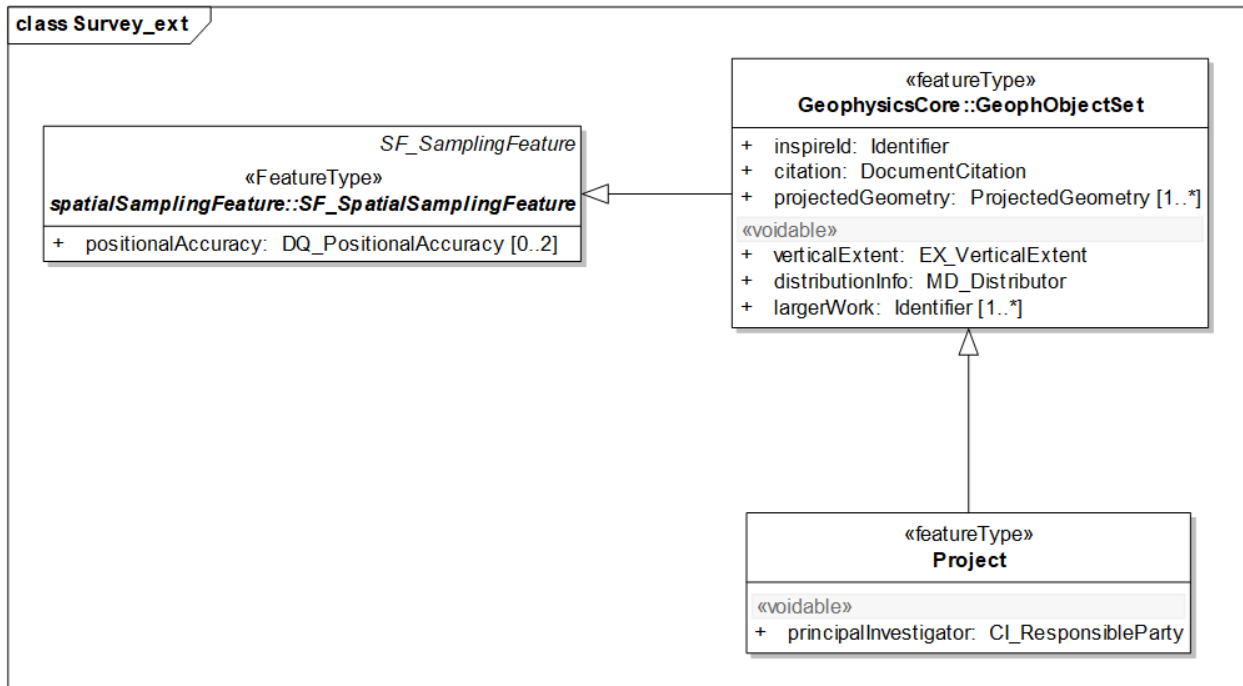 class Survey_ext
SF_SamplingFeature
«FeatureType»
spatialSamplingFeature::SF_SpatialSamplingFeature
+ positionalAccuracy: DQ_PositionalAccuracy [0..2]
«featureType»
GeophysicsCore::GeophObjectSet
+ inspireId: Identifier
+ citation: DocumentCitation
+ projectedGeometry: ProjectedGeometry [1..*]
«voidable»
+ verticalExtent: EX_VerticalExtent
+ distributionInfo: MD_Distributor
+ largerWork: Identifier [1..*]
«featureType»
Project
«voidable»
+ principalInvestigator: CI_ResponsibleParty